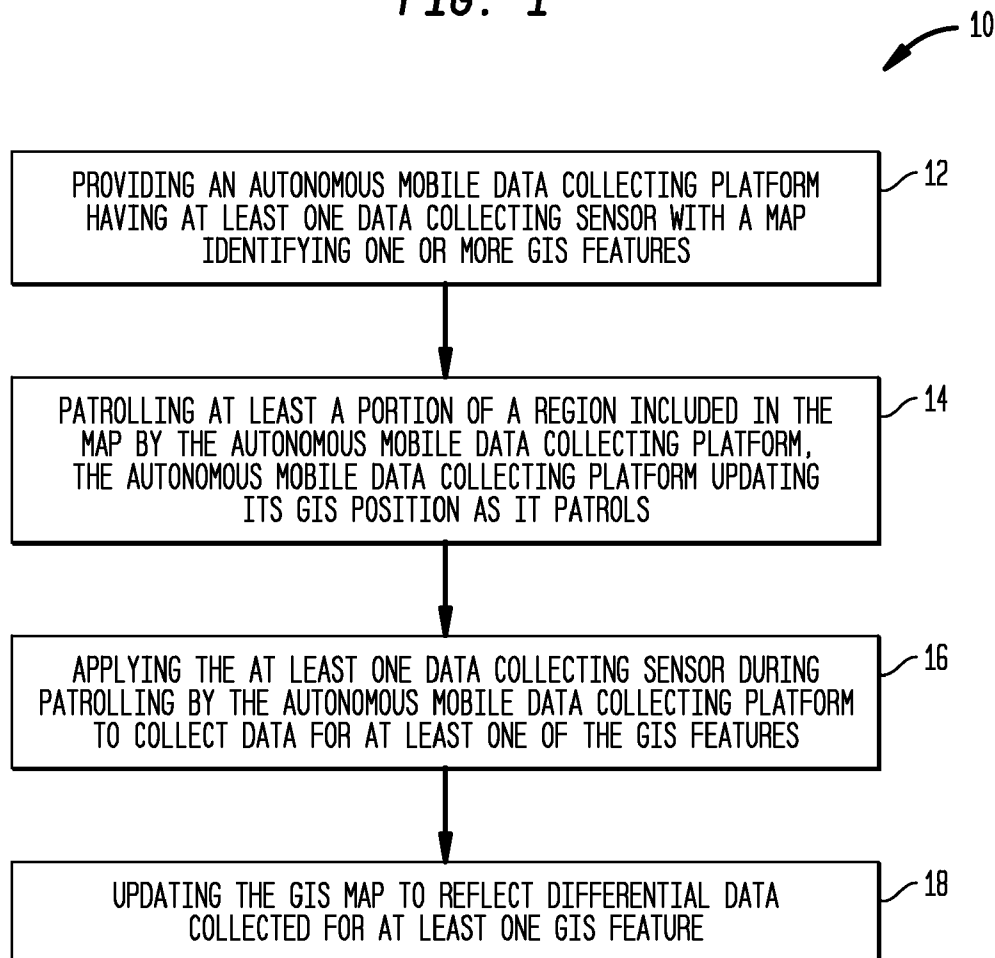 FIG. 1
10
PROVIDING AN AUTONOMOUS MOBILE DATA COLLECTING PLATFORM
HAVING AT LEAST ONE DATA COLLECTING SENSOR WITH A MAP
IDENTIFYING ONE OR MORE GIS FEATURES
12
PATROLLING AT LEAST A PORTION OF A REGION INCLUDED IN THE
MAP BY THE AUTONOMOUS MOBILE DATA COLLECTING PLATFORM,
THE AUTONOMOUS MOBILE DATA COLLECTING PLATFORM UPDATING
ITS GIS POSITION AS IT PATROLS
14
APPLYING THE AT LEAST ONE DATA COLLECTING SENSOR DURING
PATROLLING BY THE AUTONOMOUS MOBILE DATA COLLECTING PLATFORM
TO COLLECT DATA FOR AT LEAST ONE OF THE GIS FEATURES
16
UPDATING THE GIS MAP TO REFLECT DIFFERENTIAL DATA
COLLECTED FOR AT LEAST ONE GIS FEATURE
18